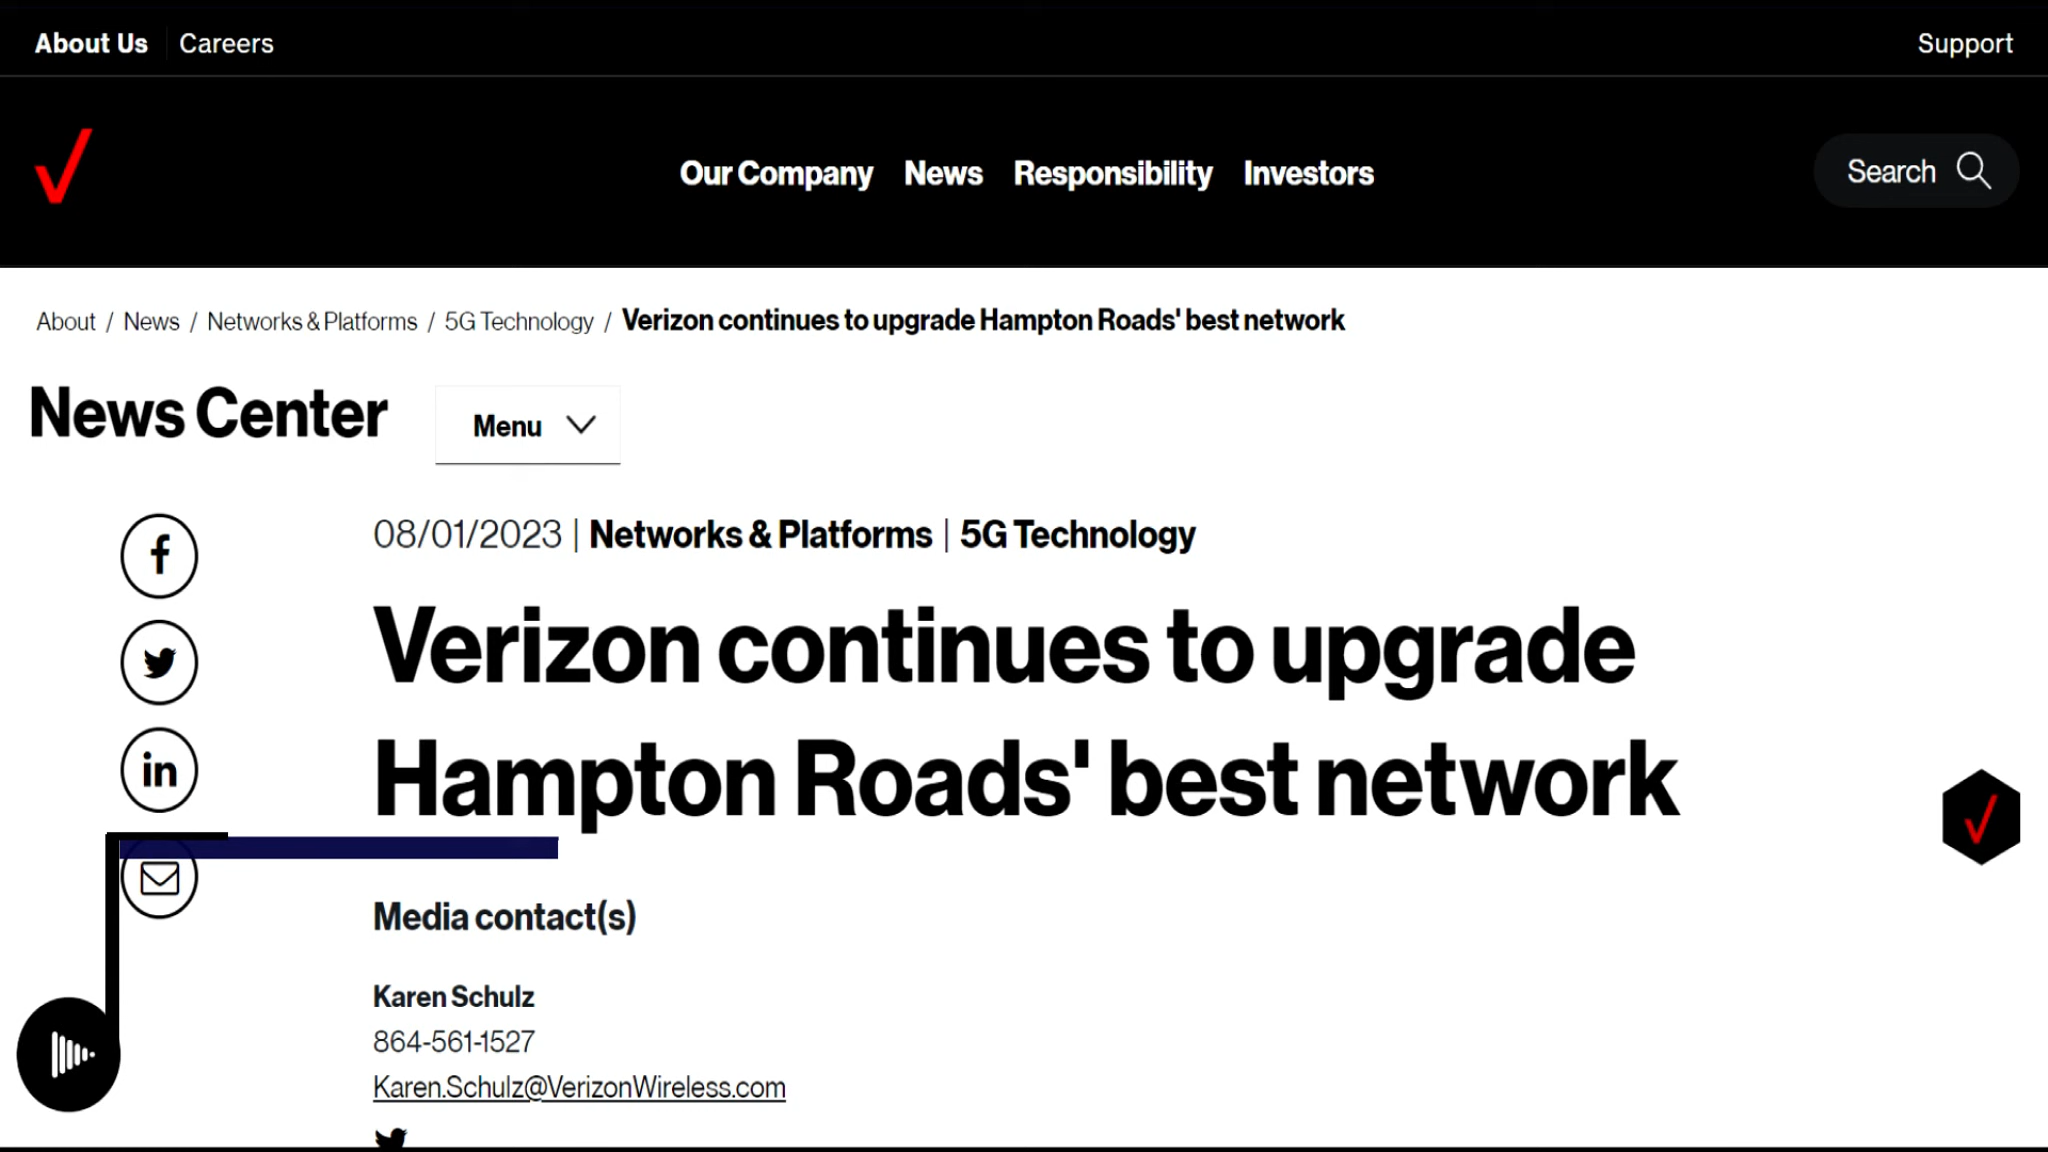 About Us Careers Support
Our Company News Responsibility Investors Search
About / News / Networks & Platforms / 5G Technology / Verizon continues to upgrade Hampton Roads' best network
News Center Menu
08/01/2023 | Networks & Platforms | 5G Technology
Verizon continues to upgrade
Hampton Roads' best network
Media contact(s)
Karen Schulz
864-561-1527
Karen.Schulz@VerizonWireless.com